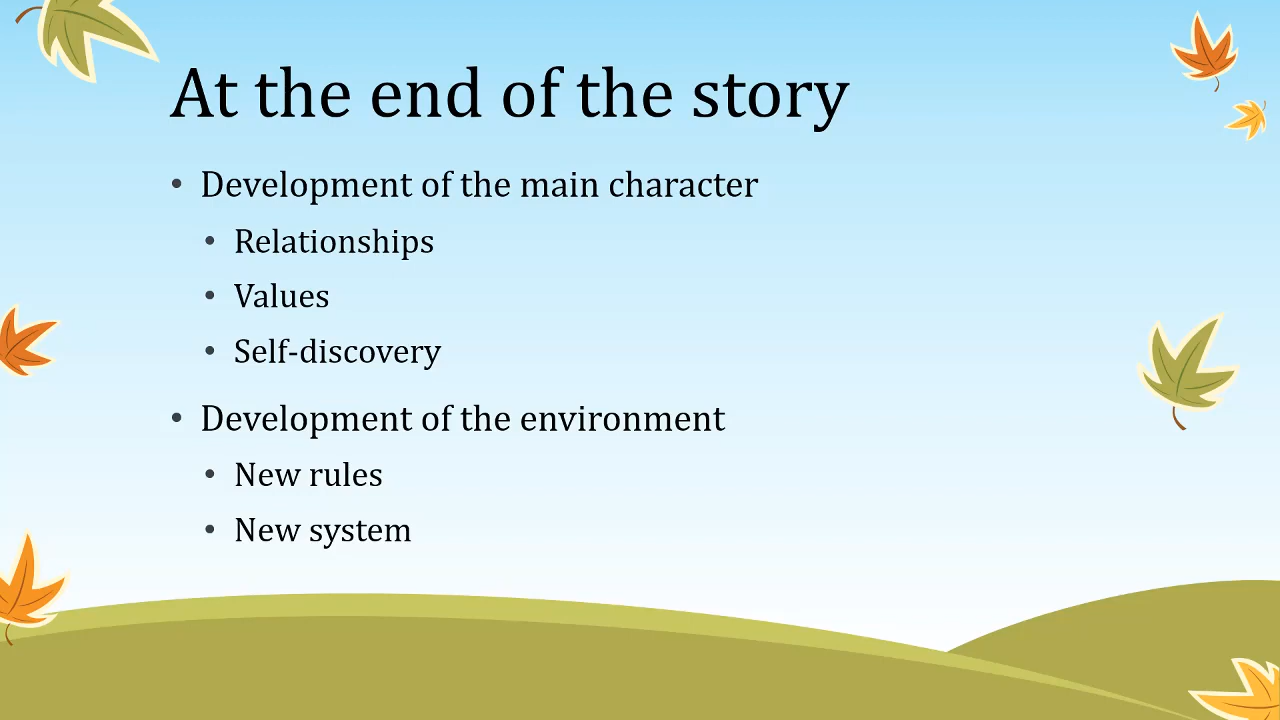 At the end of the story
• Development of the main character
• Relationships
• Values
• Self-discovery
• Development of the environment
• New rules
• New system